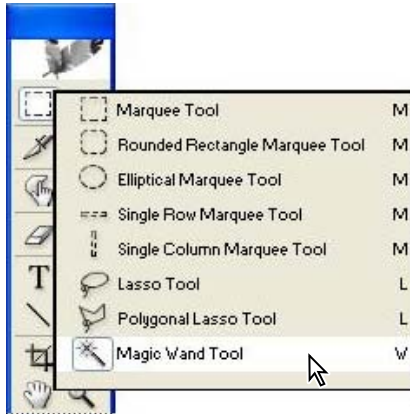 Marquee Tool M
Rounded Rectangle Marquee Tool M
Elliptical Marquee Tool M
Single Row Marquee Tool M
Single Column Marquee Tool M
Lasso Tool L
Polygonal Lasso Tool L
Magic Wand Tool W
T